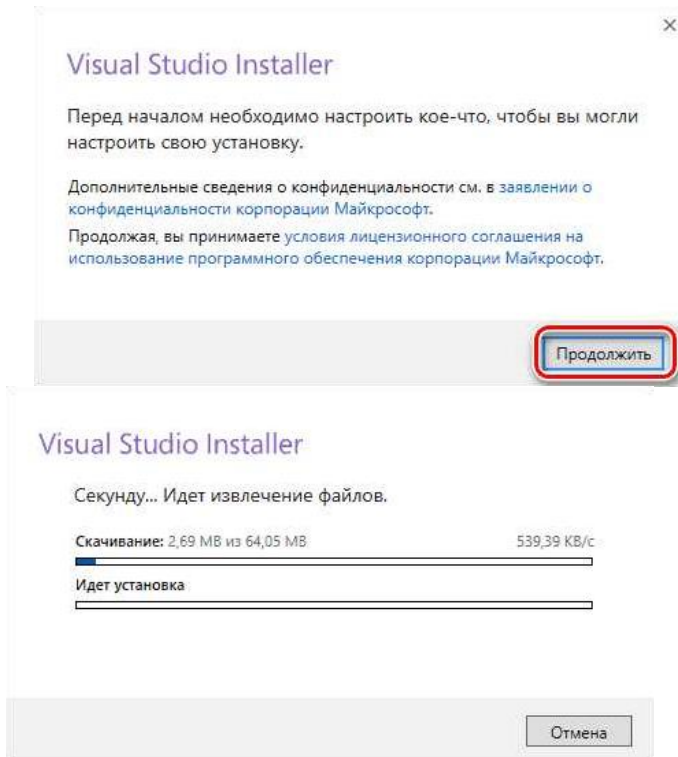 Visual Studio Installer
Перед началом необходимо настроить кое-что, чтобы вы могли
настроить свою установку.
Дополнительные сведения о конфиденциальности см. в заявлении о
конфиденциальности корпорации Майкрософт.
Продолжая, вы принимаете условия лицензионного соглашения на
использование программного обеспечения корпорации Майкрософт.
Продолжить
Visual Studio Installer
Секунду... Идет извлечение файлов.
Скачивание: 2,69 MB из 64,05 MB 539,39 KB/c
Идет установка
Отмена